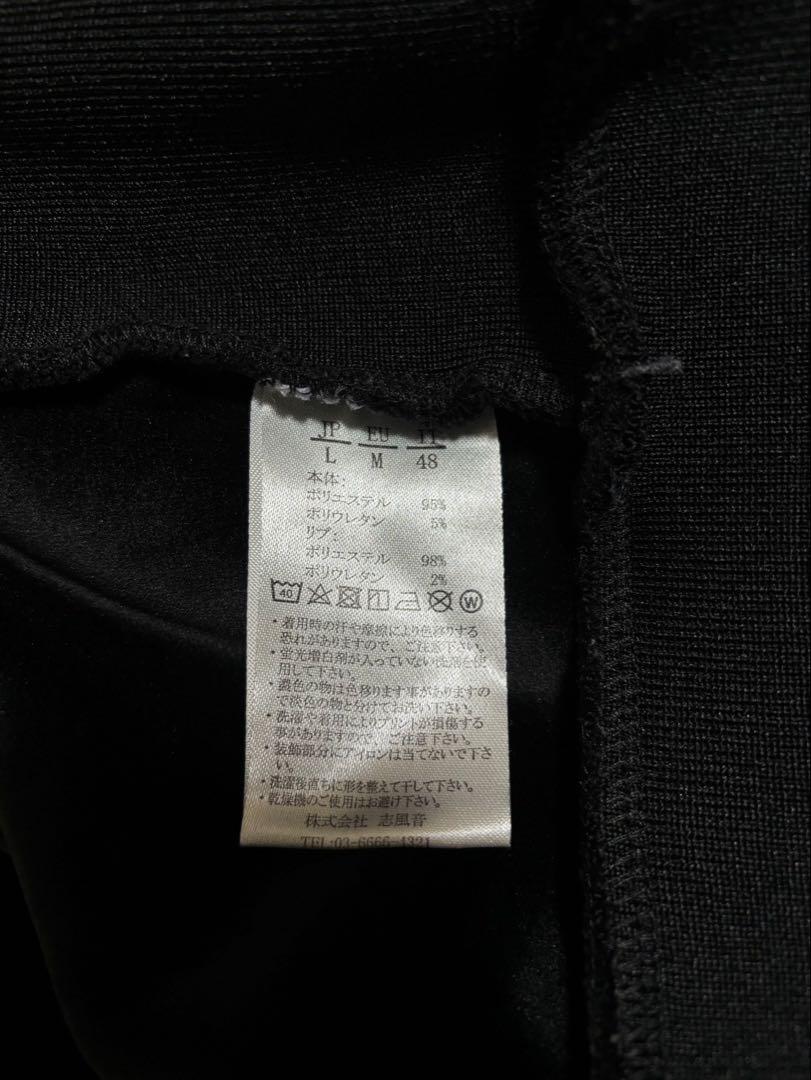 JP EU IT
L M 48
本体:
ポリエステル 95%
ポリウレタン 5%
リブ:
ポリエステル 98%
ポリウレタン 2%
40 W
・着用時の汗や摩擦により色移りする
恐れがありますので、ご注意下さい。
・蛍光増白剤が入っていない洗剤を使
用して下さい。
・濃色の物は色移ります事がありますの
で淡色の物と分けてお洗い下さい。
・洗濯や着用によりプリントが損傷する
事がありますので、ご注意下さい。
・装飾部分にアイロンは当てないで下さ
い。
・洗濯後直ちに形を整えて干して下さい。
・乾燥機のご使用はお避け下さい。
株式会社 志風音
TEL:03-6666-4321